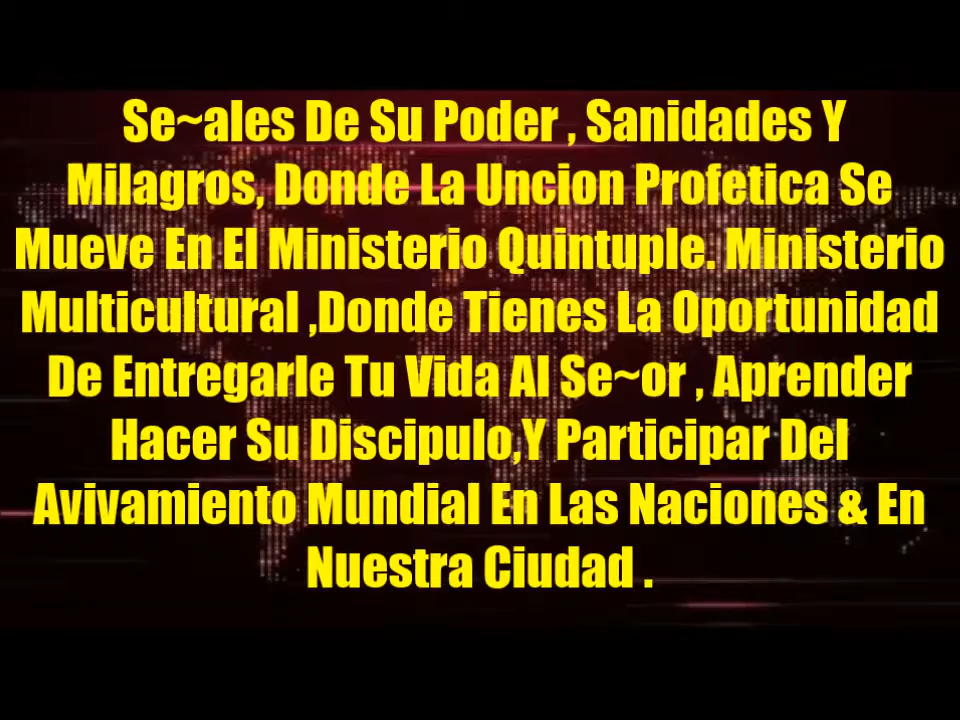 Se~ales De Su Poder , Sanidades Y
Milagros, Donde La Uncion Profetica Se
Mueve En El Ministerio Quintuple. Ministerio
Multicultural ,Donde Tienes La Oportunidad
De Entregarle Tu Vida Al Se~or , Aprender
Hacer Su Discipulo,Y Participar Del
Avivamiento Mundial En Las Naciones & En
Nuestra Ciudad .